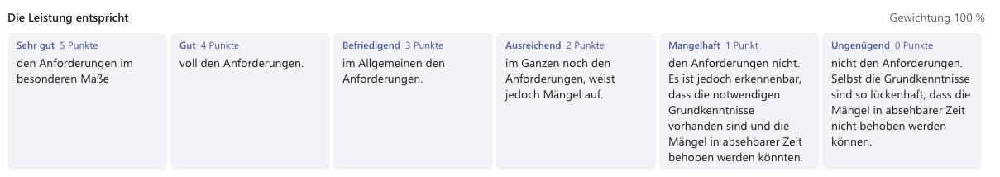 Die Leistung entspricht
Gewichtung 100 %
Sehr gut 5 Punkte
den Anforderungen im
besonderen Maße
Gut 4 Punkte
voll den Anforderungen.
Befriedigend 3 Punkte
im Allgemeinen den
Anforderungen.
Ausreichend 2 Punkte
im Ganzen noch den
Anforderungen, weist
jedoch Mängel auf.
Mangelhaft 1 Punkt
den Anforderungen nicht.
Es ist jedoch erkennenbar,
dass die notwendigen
Grundkenntnisse
vorhanden sind und die
Mängel in absehbarer Zeit
behoben werden könnten.
Ungenügend 0 Punkte
nicht den Anforderungen.
Selbst die Grundkenntnisse
sind so lückenhaft, dass die
Mängel in absehbarer Zeit
nicht behoben werden
können.